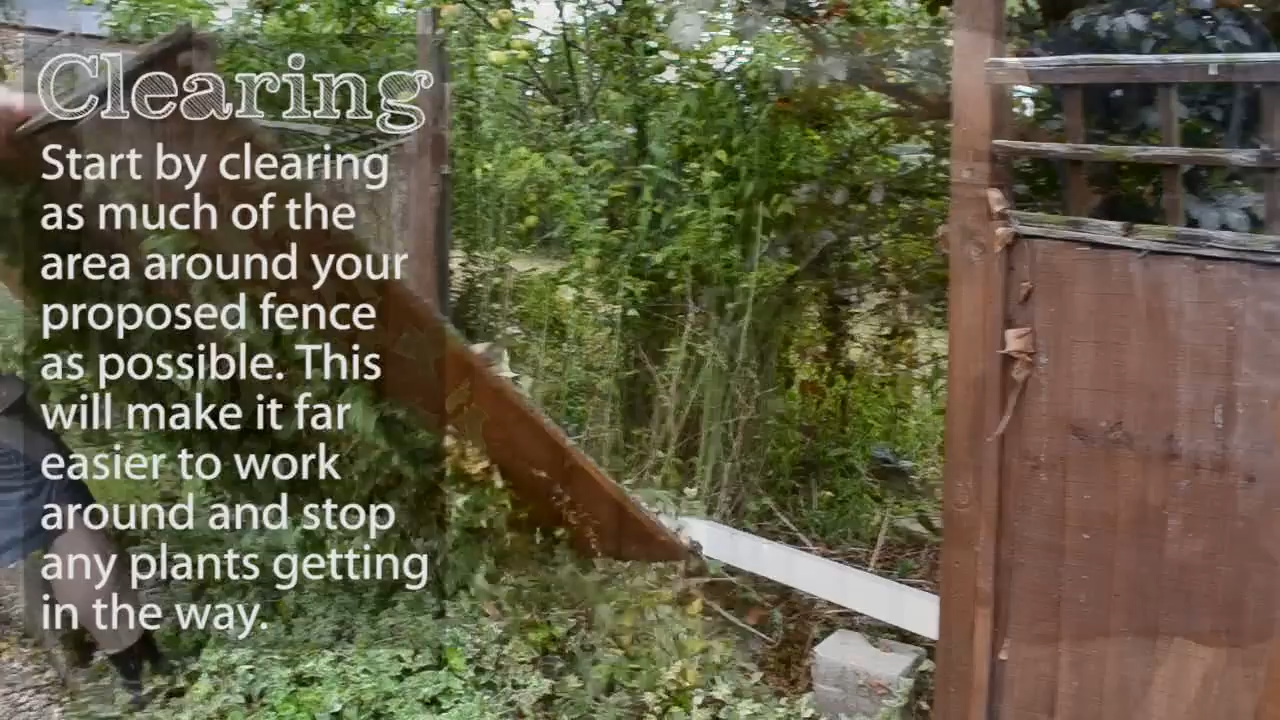 Clearing
Start by clearing
as much of the
area around your
proposed fence
as possible. This
will make it far
easier to work
around and stop
any plants getting
in the way.